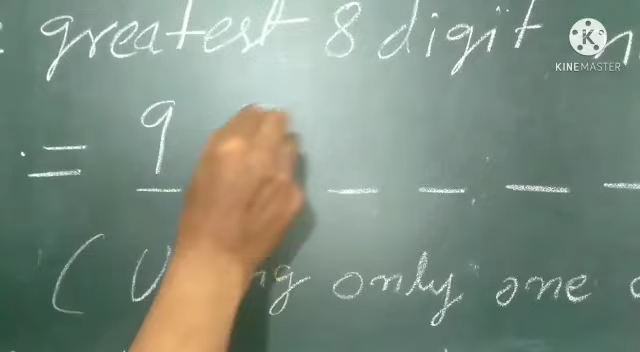 : greatest 8 digit
KINEMASTER
∴ = 9 _ _ _ _ _
( only one